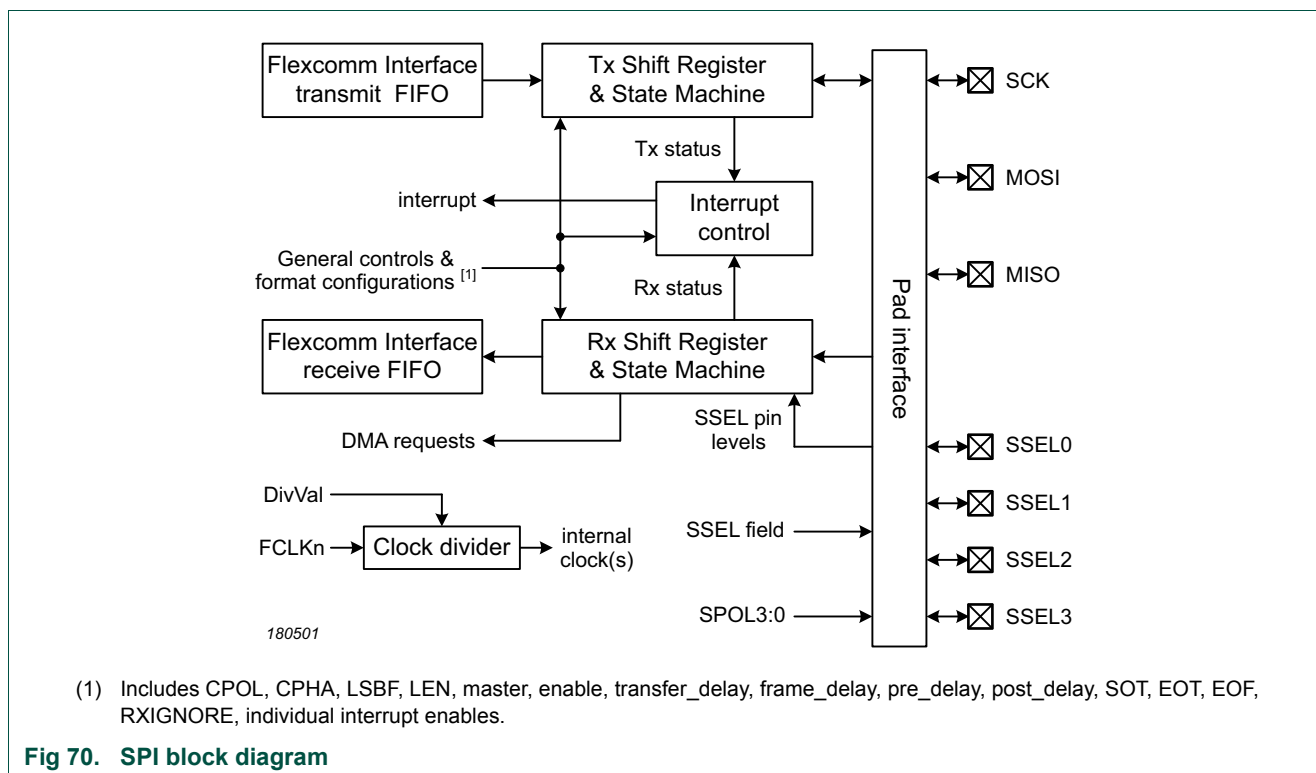 Flexcomm Interface
transmit FIFO
Tx Shift Register
& State Machine
SCK
Tx status
MOSI
interrupt
Interrupt
control
General controls &
format configurations [1]
Rx status
MISO
Pad interface
Flexcomm Interface
receive FIFO
Rx Shift Register
& State Machine
SSEL pin
levels
DMA requests
SSEL0
DivVal
SSEL1
FCLKn
Clock divider
internal
clock(s)
SSEL field
SSEL2
SPOL3:0
SSEL3
180501
(1) Includes CPOL, CPHA, LSBF, LEN, master, enable, transfer_delay, frame_delay, pre_delay, post_delay, SOT, EOT, EOF,
RXIGNORE, individual interrupt enables.
Fig 70. SPI block diagram